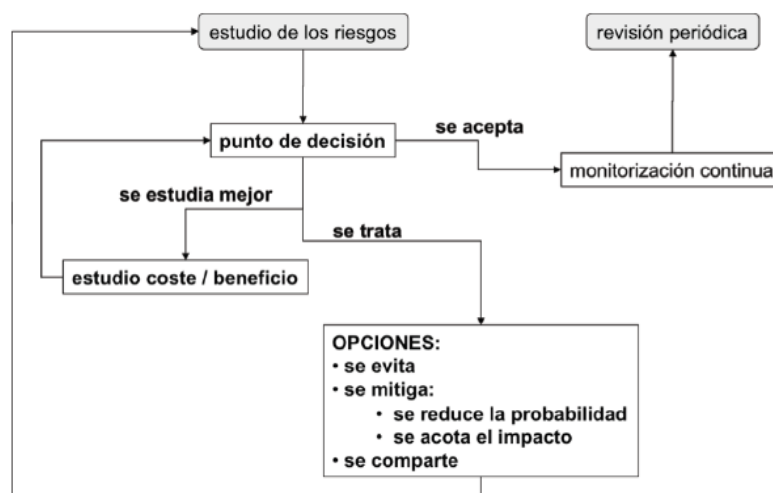 estudio de los riesgos
revisión periódica
punto de decisión
se acepta
monitorización continua
se estudia mejor
se trata
estudio coste / beneficio
OPCIONES:
• se evita
• se mitiga:
• se reduce la probabilidad
• se acota el impacto
• se comparte